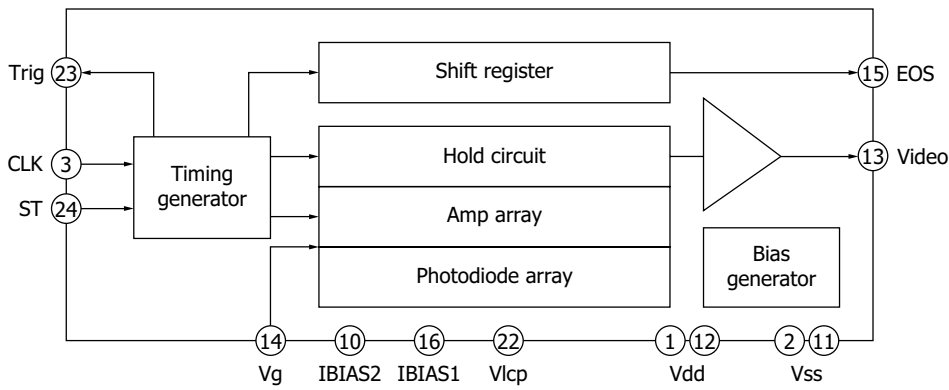 Trig 23
Shift register
15 EOS
CLK 3
Timing
generator
Hold circuit
13 Video
ST 24
Amp array
Photodiode array
Bias
generator
14 10 16 22 1 12 2 11
Vg IBIAS2 IBIAS1 Vlcp Vdd Vss